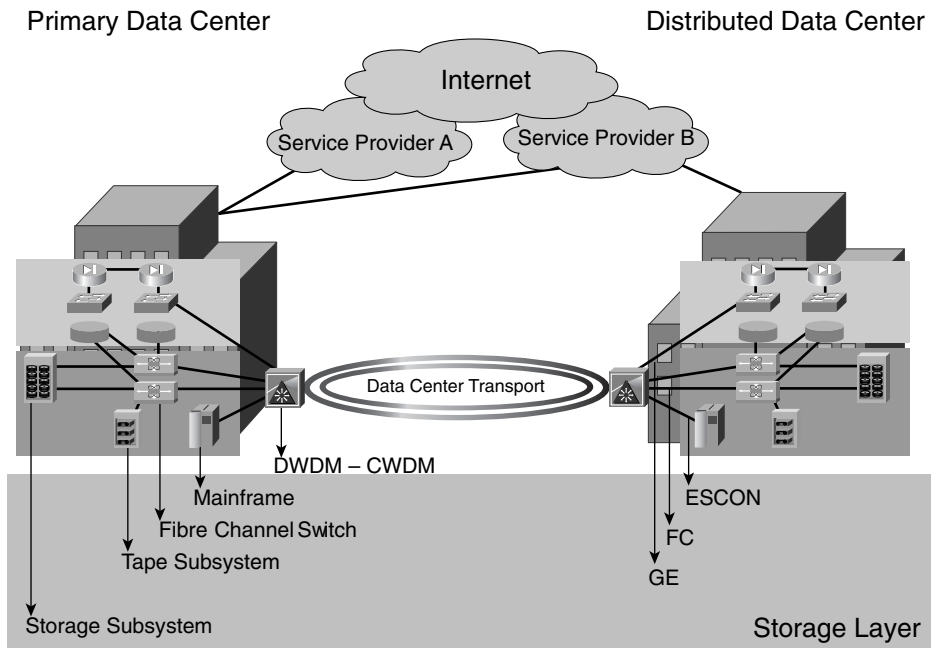 Primary Data Center
Distributed Data Center
Internet
Service Provider A
Service Provider B
Data Center Transport
DWDM – CWDM
Mainframe
ESCON
Fibre Channel Switch
FC
Tape Subsystem
GE
Storage Subsystem
Storage Layer